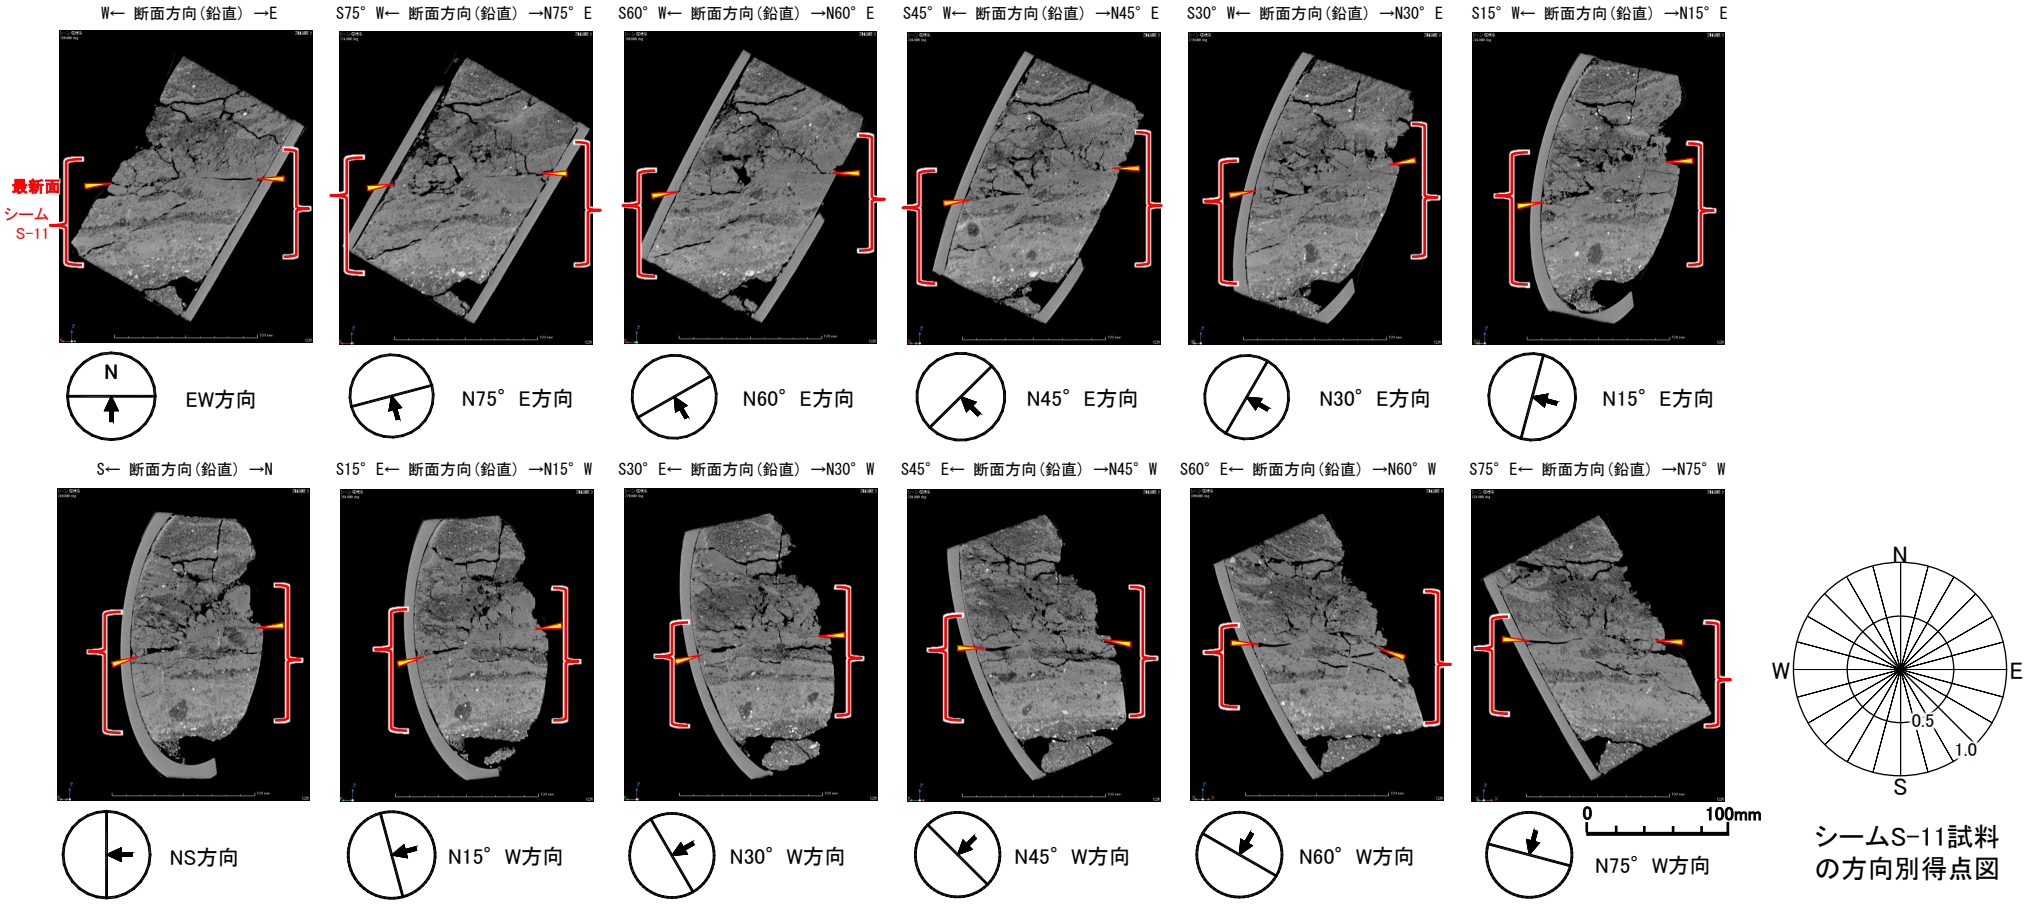 W← 断面方向(鉛直) →E
S75° W← 断面方向(鉛直) →N75° E
S60° W← 断面方向(鉛直) →N60° E
S45° W← 断面方向(鉛直) →N45° E
S30° W← 断面方向(鉛直) →N30° E
S15° W← 断面方向(鉛直) →N15° E
最新面
シーム
S-11
N
EW方向
N75° E方向
N60° E方向
N45° E方向
N30° E方向
N15° E方向
S← 断面方向(鉛直) →N
S15° E← 断面方向(鉛直) →N15° W
S30° E← 断面方向(鉛直) →N30° W
S45° E← 断面方向(鉛直) →N45° W
S60° E← 断面方向(鉛直) →N60° W
S75° E← 断面方向(鉛直) →N75° W
N
W
E
0.5
1.0
S
0 100mm
NS方向
N15° W方向
N30° W方向
N45° W方向
N60° W方向
N75° W方向
シームS-11試料
の方向別得点図